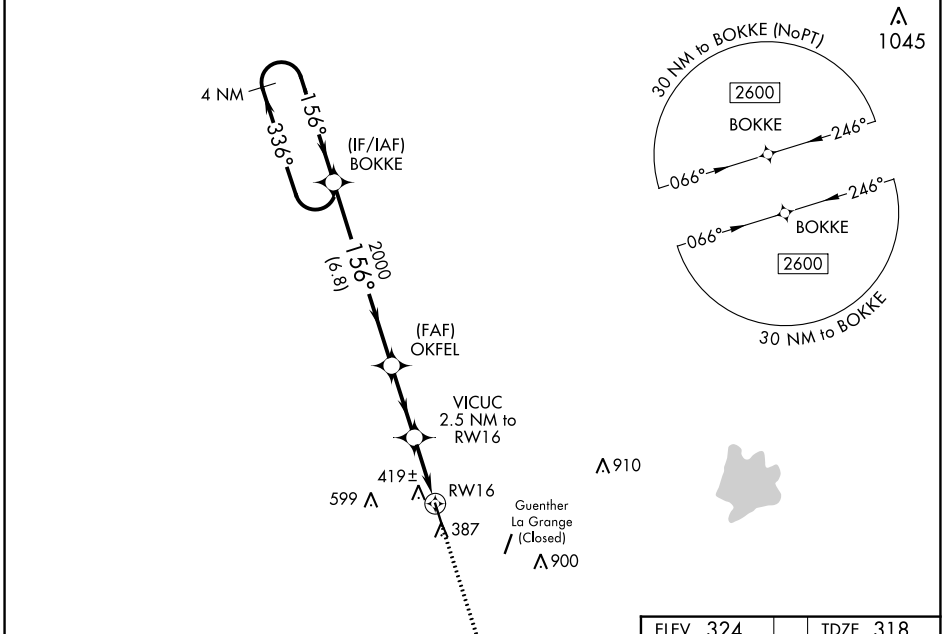 1045
30 NM to BOKKE (NoPT)
2600
BOKKE
066°
246°
066°
246°
BOKKE
2600
30 NM to BOKKE
4 NM
156°
336°
(IF/IAF)
BOKKE
2000
156°
(6.8)
(FAF)
OKFEL
VICUC
2.5 NM to
RW16
419±
599
RW16
387
910
Guenther
La Grange
(Closed)
900
ELEV 324
TDZE 318